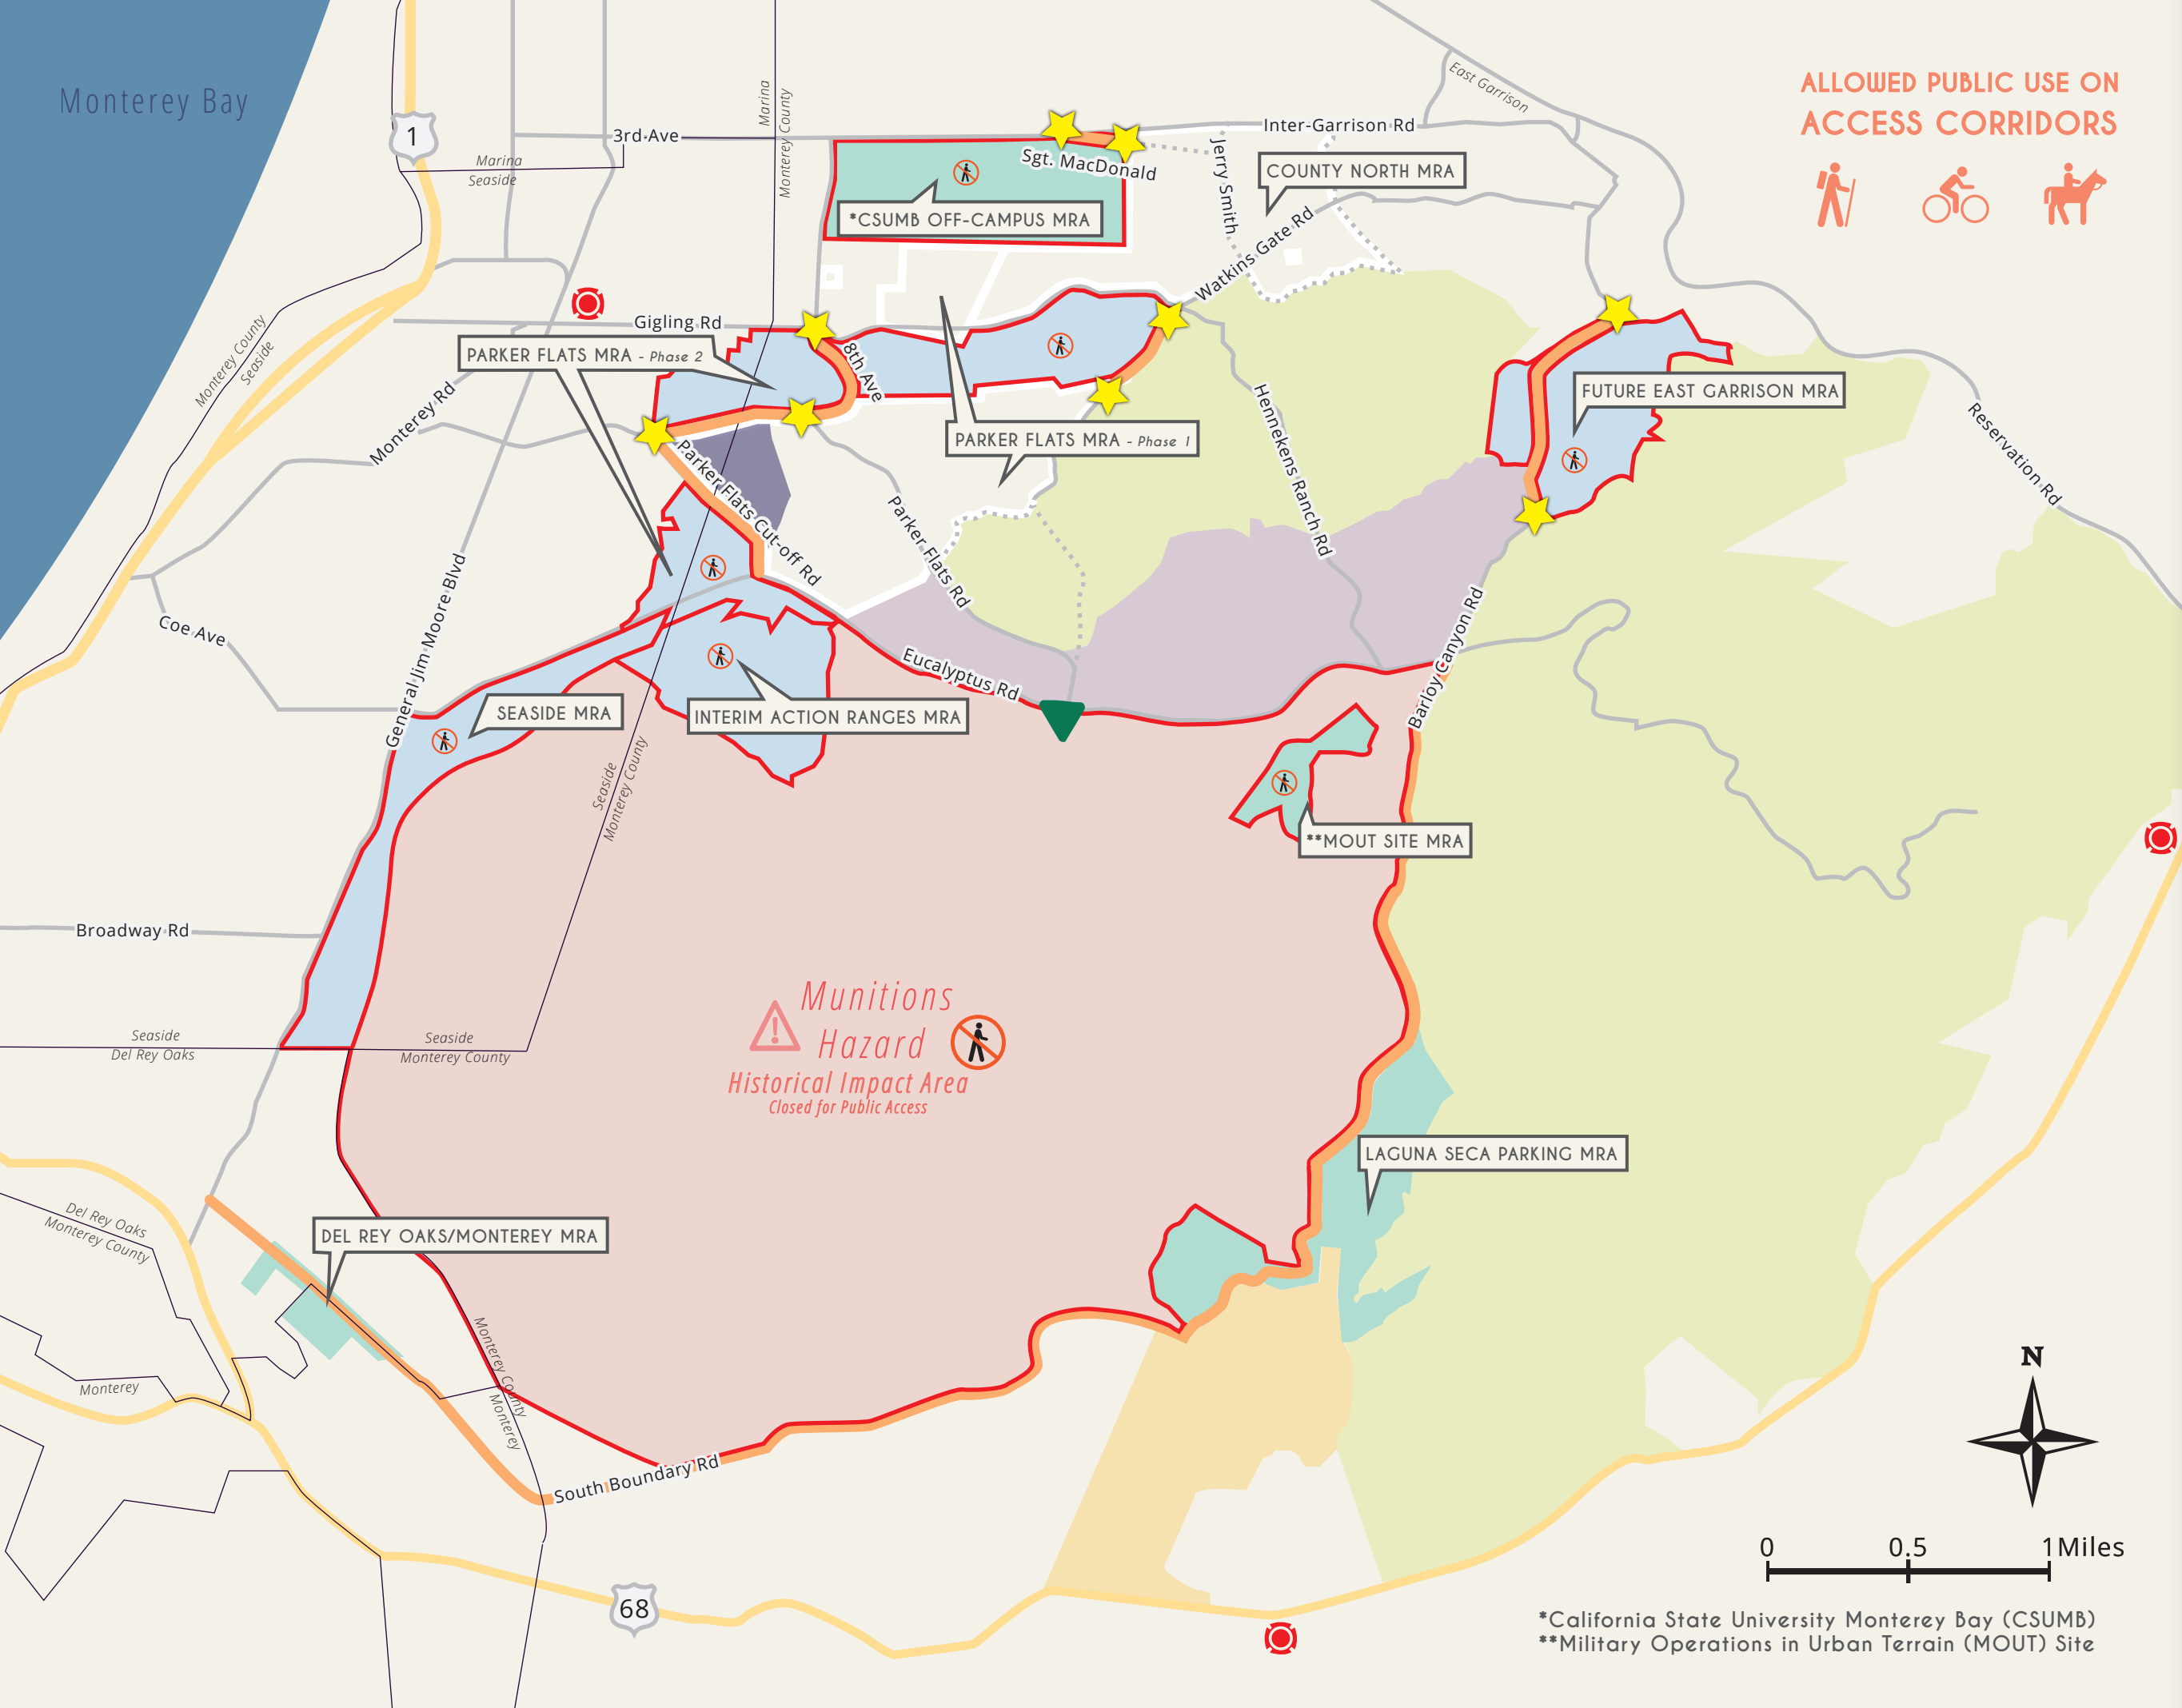 Monterey Bay
1
Marina
Seaside
3rd Ave
Marina
Monterey County
Sgt. MacDonald
Inter-Garrison Rd
East Garrison
Jerry Smith
COUNTY NORTH MRA
*CSUMB OFF-CAMPUS MRA
Watkins Gate Rd
ALLOWED PUBLIC USE ON
ACCESS CORRIDORS
Monterey County
Seaside
Gigling Rd
PARKER FLATS MRA - Phase 2
8th Ave
Monterey Rd
PARKER FLATS MRA - Phase 1
Hennekens Ranch Rd
FUTURE EAST GARRISON MRA
Reservation Rd
Parker Flats Cut-off Rd
Parker Flats Rd
Coe Ave
General Jim Moore Blvd
Eucalyptus Rd
Barloy Canyon Rd
SEASIDE MRA
INTERIM ACTION RANGES MRA
Seaside
Monterey County
**MOUT SITE MRA
Broadway Rd
Munitions
Hazard
Historical Impact Area
Closed for Public Access
Seaside
Del Rey Oaks
Seaside
Monterey County
LAGUNA SECA PARKING MRA
Del Rey Oaks
Monterey County
DEL REY OAKS/MONTEREY MRA
Monterey
Monterey County
Monterey
South Boundary Rd
68
N
0 0.5 1 Miles
*California State University Monterey Bay (CSUMB)
**Military Operations in Urban Terrain (MOUT) Site